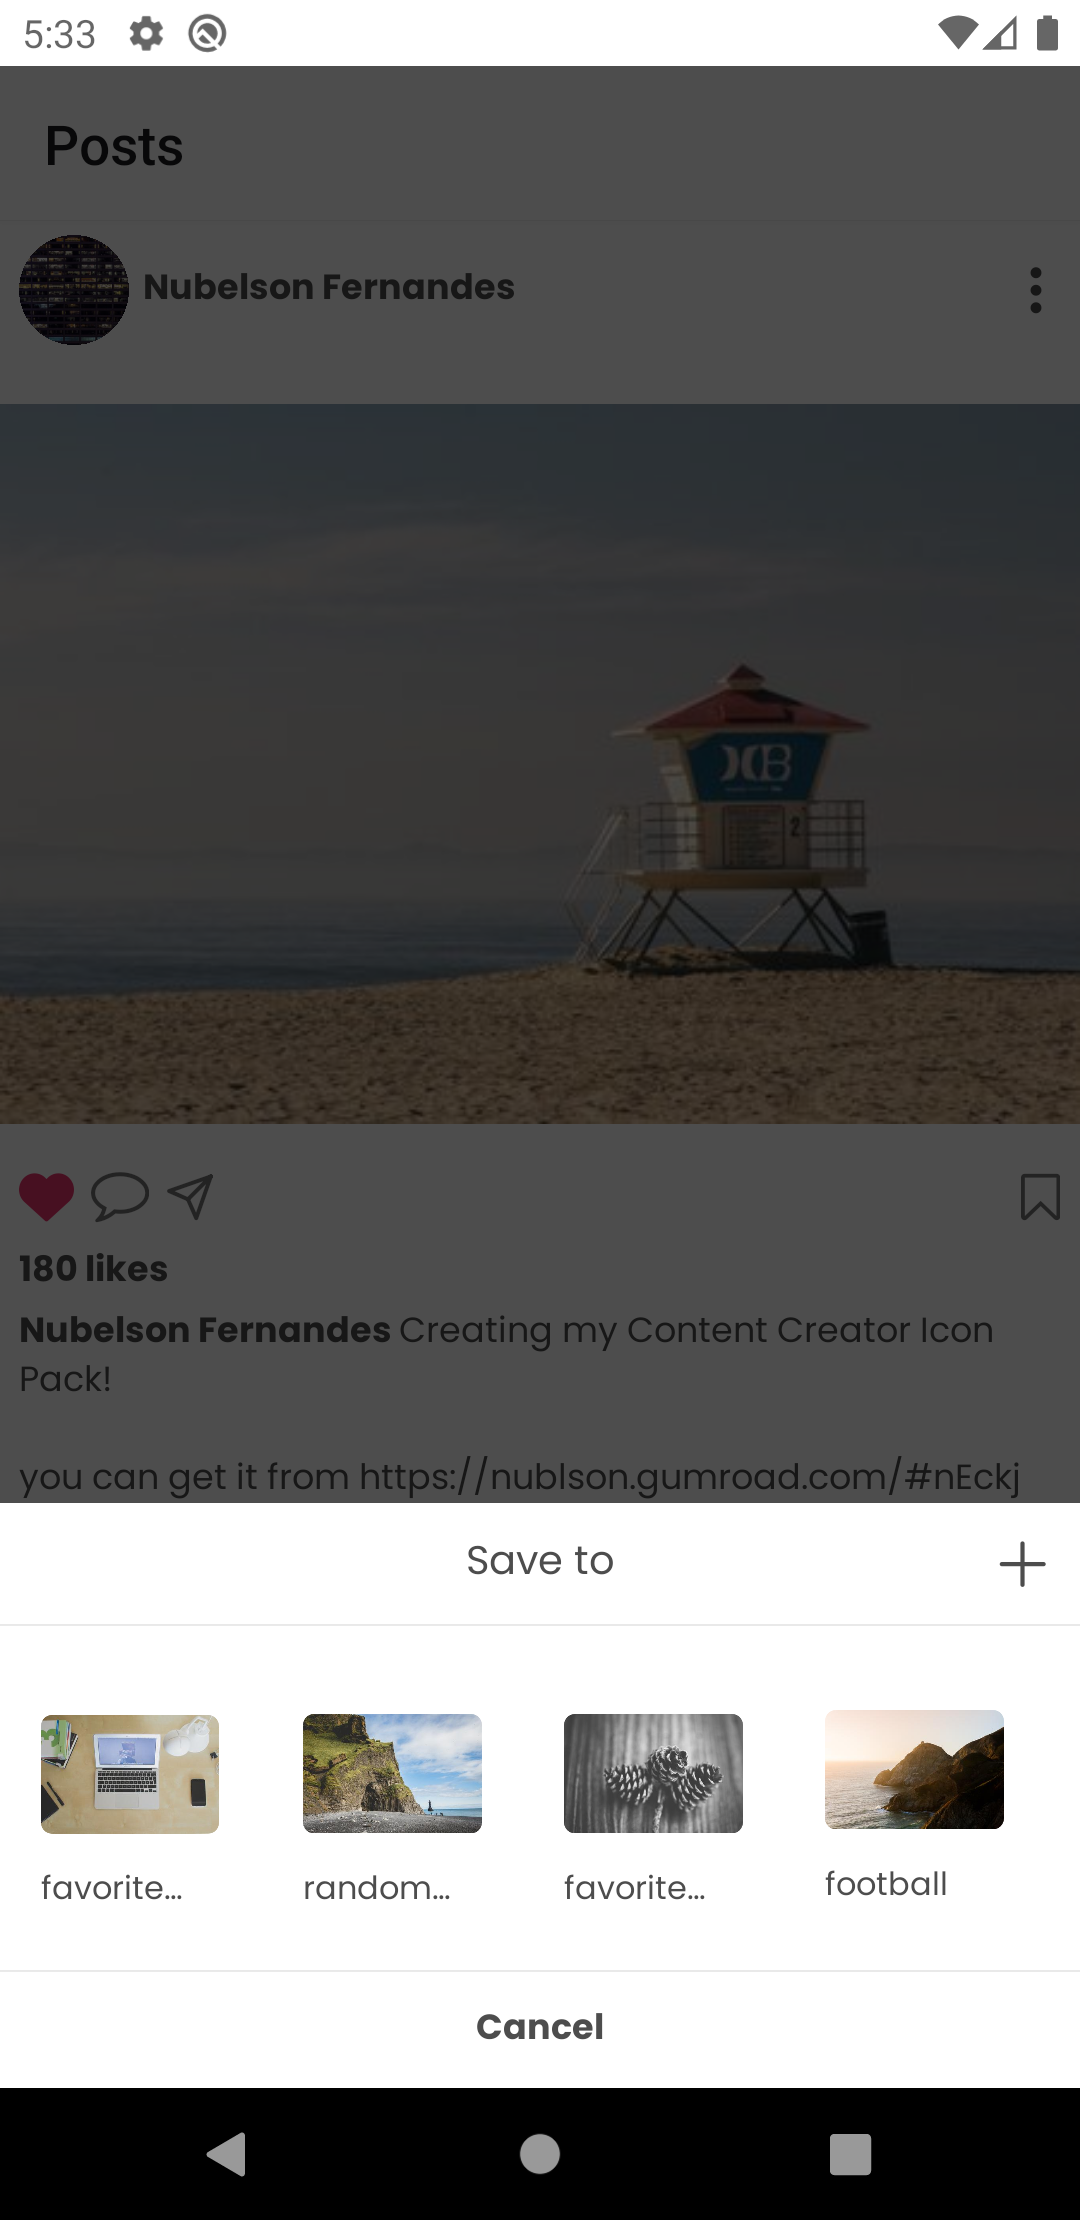 5:33
Posts
Nubelson Fernandes
2
180 likes
Nubelson Fernandes Creating my Content Creator Icon
Pack!
you can get it from https://nublson.gumroad.com/#nEckj
Save to
favorite...
random...
favorite...
football
Cancel